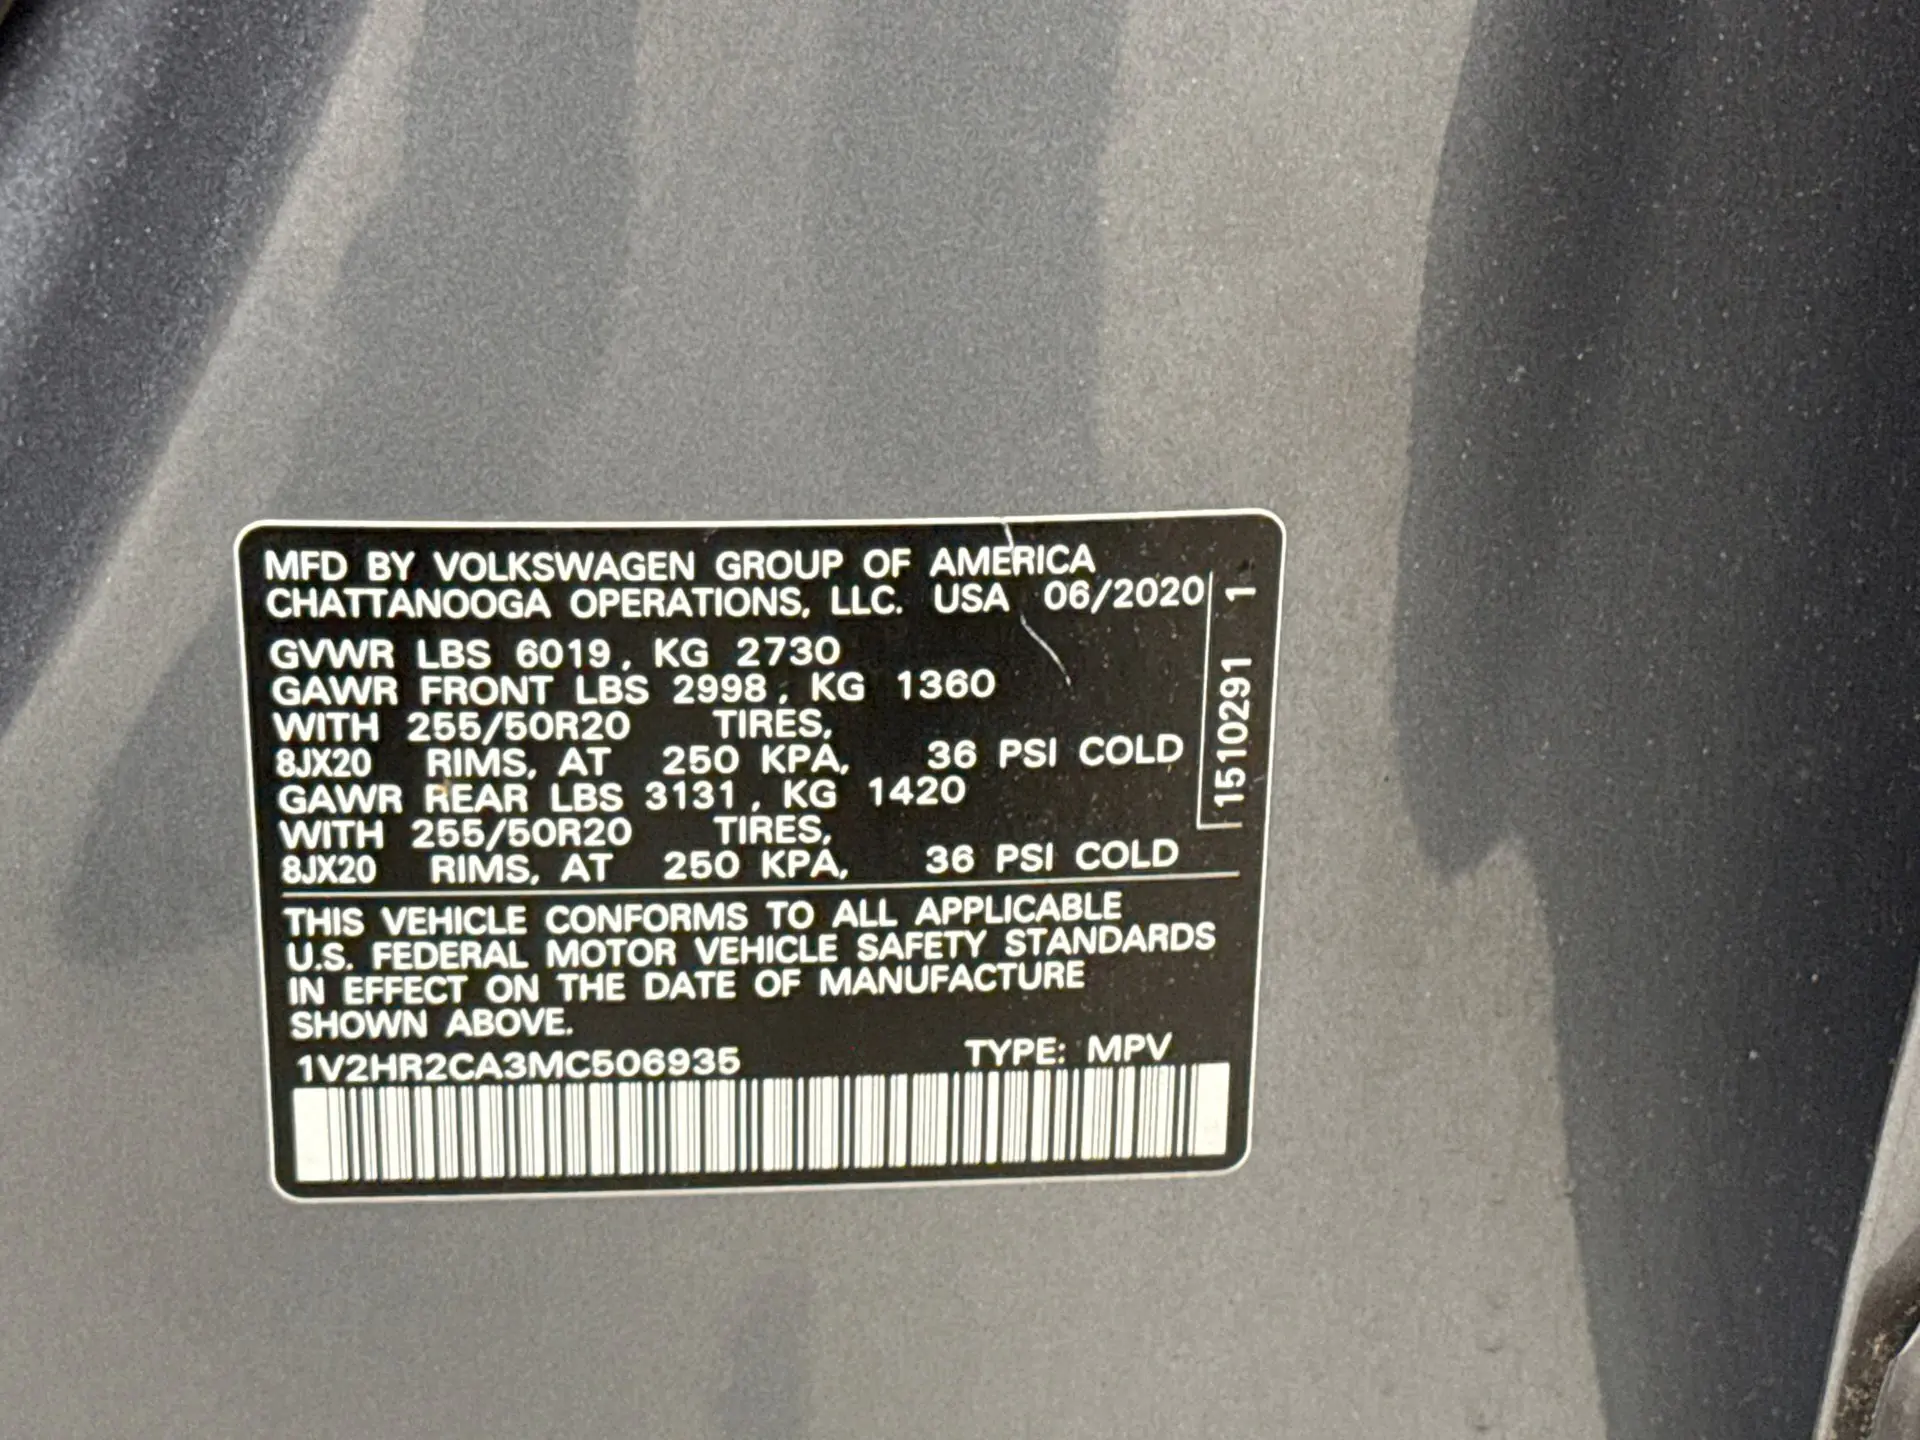 MFD BY VOLKSWAGEN GROUP OF AMERICA
CHATTANOOGA OPERATIONS, LLC. USA 06/2020
GVWR LBS 6019, KG 2730
GAWR FRONT LBS 2998, KG 1360
WITH 255/50R20 TIRES,
8JX20 RIMS, AT 250 KPA, 36 PSI COLD
GAWR REAR LBS 3131, KG 1420
WITH 255/50R20 TIRES,
8JX20 RIMS, AT 250 KPA, 36 PSI COLD
15102911 1
THIS VEHICLE CONFORMS TO ALL APPLICABLE
U.S. FEDERAL MOTOR VEHICLE SAFETY STANDARDS
IN EFFECT ON THE DATE OF MANUFACTURE
SHOWN ABOVE.
1V2HR2CA3MC506935 TYPE: MPV